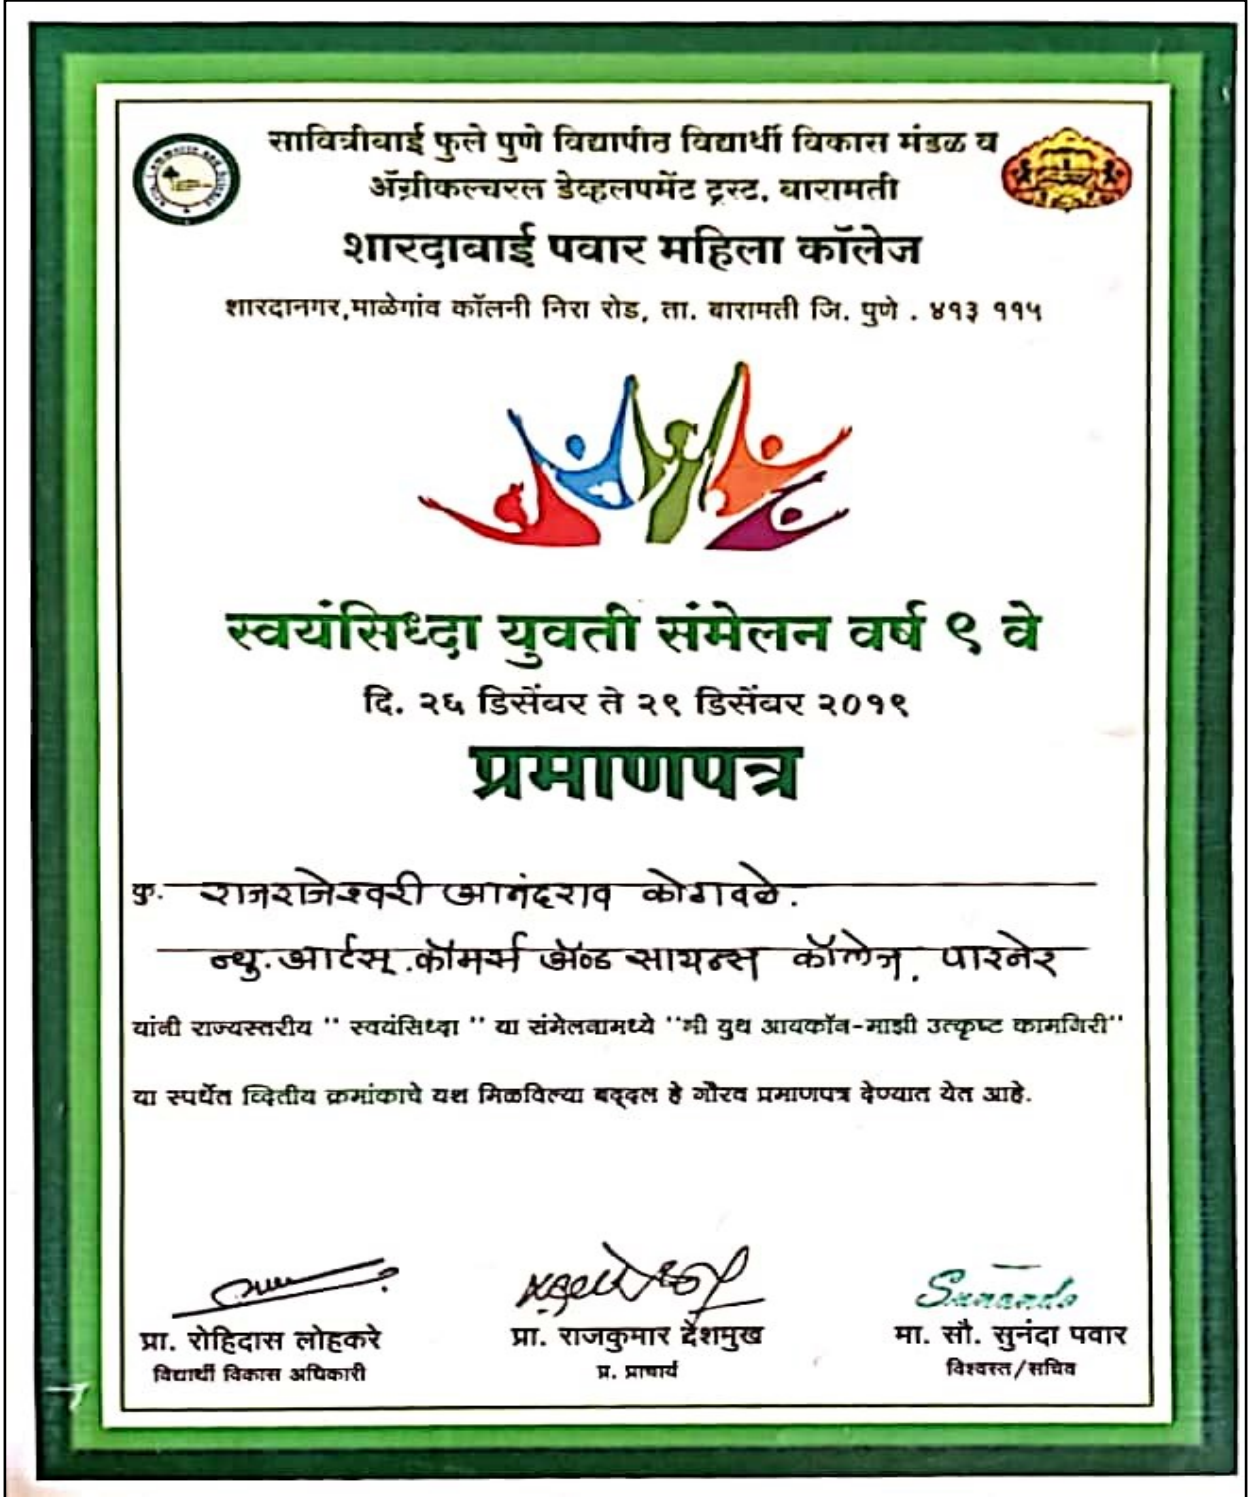 सावित्रीबाई फुले पुणे विद्यापीठ विद्यार्थी विकास मंडळ व
ॲग्रीकल्चरल डेव्हलपमेंट ट्रस्ट, बारामती
शारदाबाई पवार महिला कॉलेज
शारदानगर,माळेगांव कॉलनी निरा रोड, ता. बारामती जि. पुणे . ४१३ ११५
स्वयंसिध्दा युवती संमेलन वर्ष ९ वे
दि. २६ डिसेंबर ते २९ डिसेंबर २०१९
प्रमाणपत्र
कु. राजराजेश्वरी आनंदराव कोगवळे.
न्यु. आर्टस्.कॉमर्स ॲण्ड सायन्स कॉलेज, पारनेर
यांनी राज्यस्तरीय '' स्वयंसिध्दा '' या संमेलनामध्ये ''मी युथ आयकॉन-माझी उत्कृष्ट कामगिरी''
या स्पर्धेत व्दितीय क्रमांकाचे यश मिळविल्या बद्दल हे गौरव प्रमाणपत्र देण्यात येत आहे.
Sunanda
प्रा. रोहिदास लोहकरे प्रा. राजकुमार देशमुख मा. सौ. सुनंदा पवार
विद्यार्थी विकास अधिकारी प्र. प्राचार्य विश्वस्त/सचिव